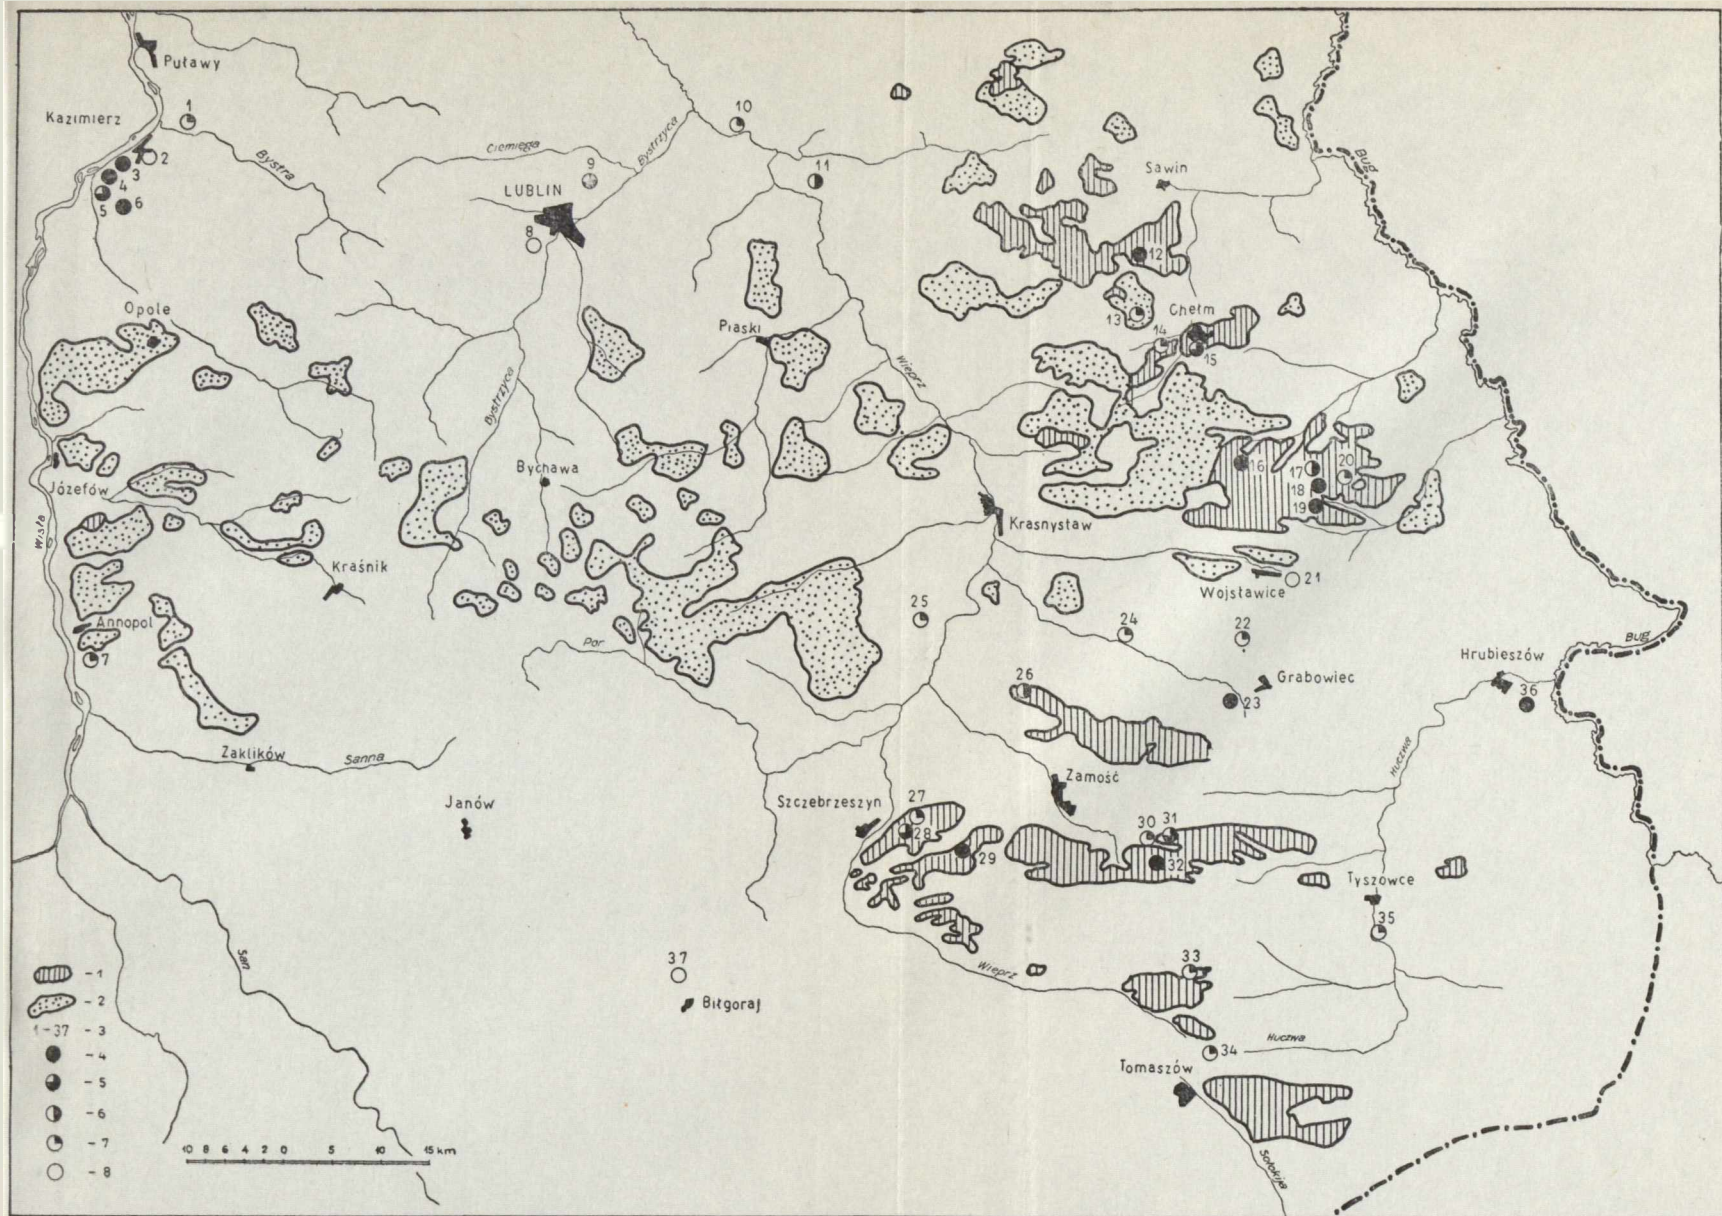 Puławy
Kazimierz
1
10
Bystra
Ciemięga
Bystrzyca
Bug
2
3
4
5
6
9
11
LUBLIN
8
Sawin
12
Opole
Piaski
13
Chełm
14
15
Wieprz
Bystrzyca
Bychawa
Józefów
16
17
20
18
19
Wisła
Krasnystaw
Kraśnik
Wojsławice
21
Annopol
7
Por
25
24
22
Bug
Hrubieszów
26
Grabowiec
23
36
Zaklików
Sanna
Huczwa
Janów
Szczebrzeszyn
27
28
29
Zamość
30
31
32
Tyszowce
35
San
37
Biłgoraj
Wieprz
33
Huczwa
34
Tomaszów
Sołokija
- 1
- 2
1-37 - 3
- 4
- 5
- 6
- 7
- 8
10 8 6 4 2 0 5 10 15 km